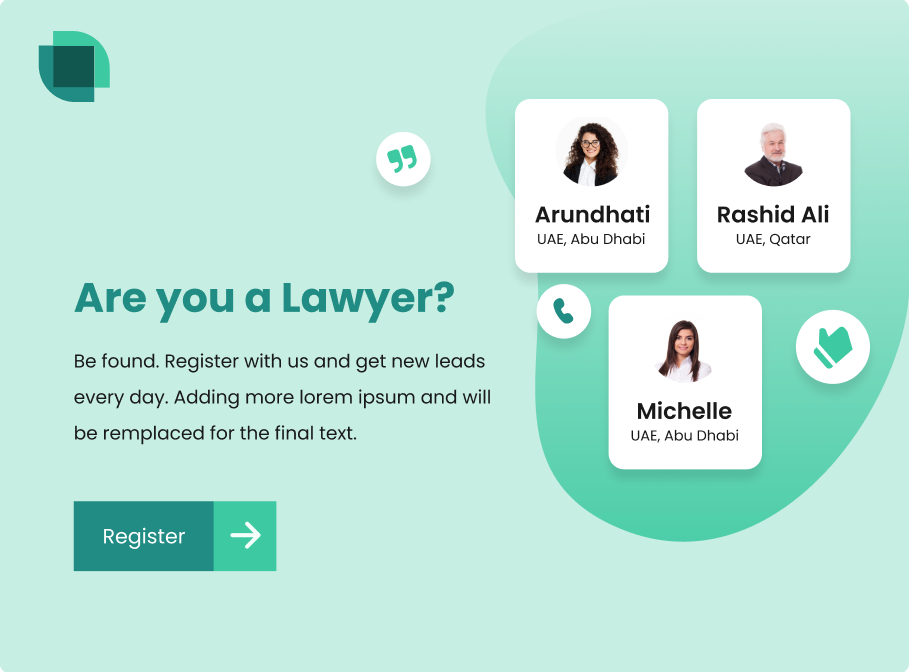 Arundhati
UAE, Abu Dhabi
Rashid Ali
UAE, Qatar
Are you a Lawyer?
Be found. Register with us and get new leads
every day. Adding more lorem ipsum and will
be remplaced for the final text.
Michelle
UAE, Abu Dhabi
Register